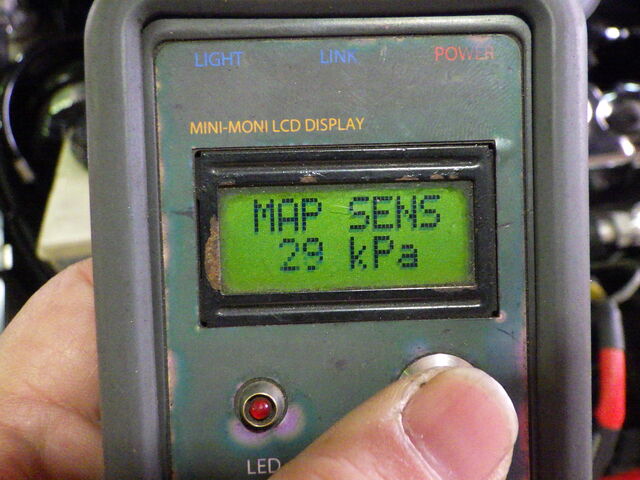 LIGHT LINK POWER
MINI-MONI LCD DISPLAY
MAP SENS
29 kPa
LED